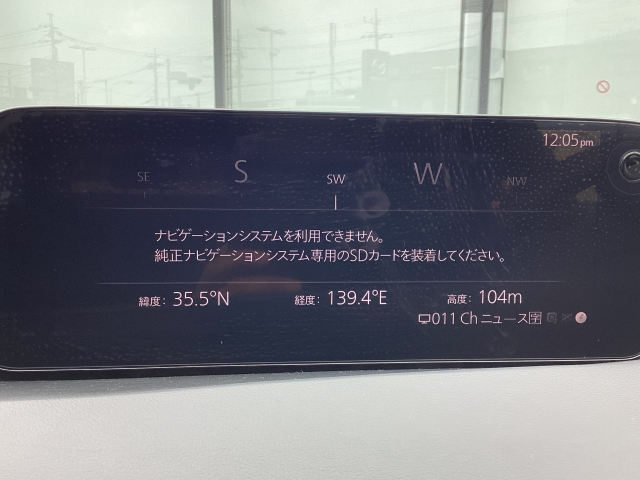 12:05pm
SE S SW W NW
ナビゲーションシステムを利用できません。
純正ナビゲーションシステム専用のSDカードを装着してください。
緯度: 35.5°N 経度: 139.4°E 高度: 104m
011 Ch ニュース字